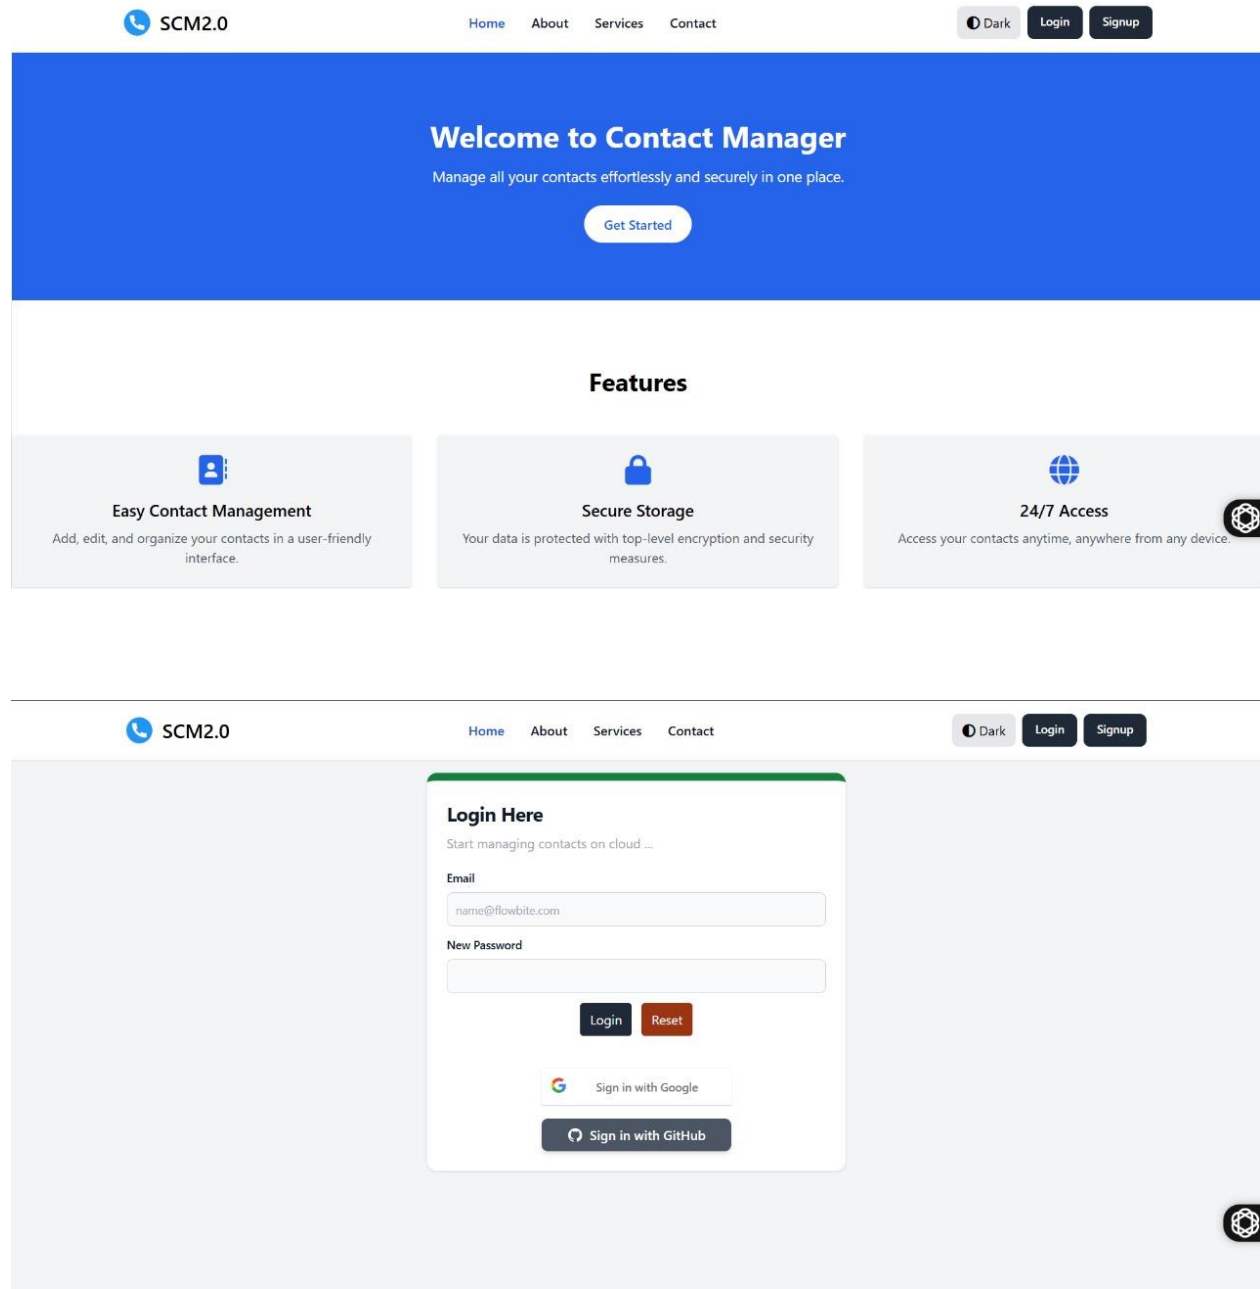 SCM2.0
Home About Services Contact
Dark Login Signup
Welcome to Contact Manager
Manage all your contacts effortlessly and securely in one place.
Get Started
Features
Easy Contact Management
Add, edit, and organize your contacts in a user-friendly
interface.
Secure Storage
Your data is protected with top-level encryption and security
measures.
24/7 Access
Access your contacts anytime, anywhere from any device.
SCM2.0
Home About Services Contact
Dark Login Signup
Login Here
Start managing contacts on cloud ...
Email
name@flowbite.com
New Password
Login Reset
Sign in with Google
Sign in with GitHub